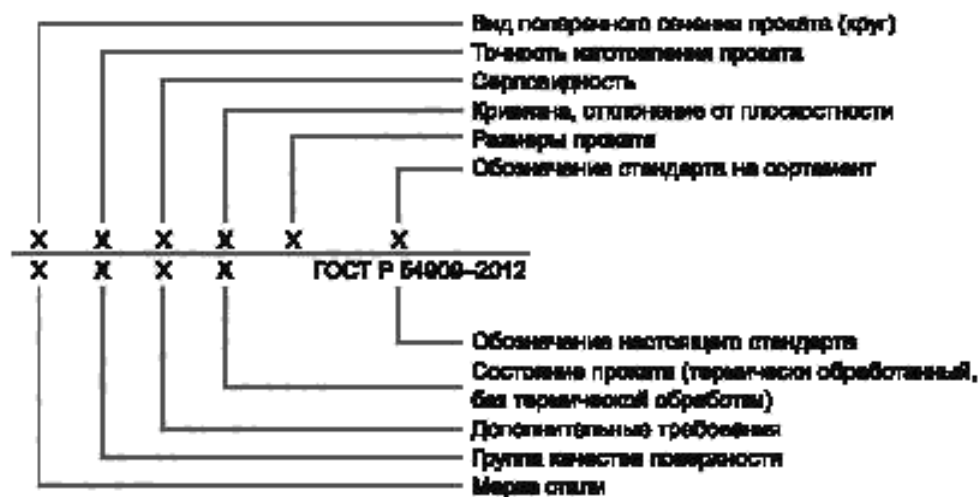 Вид поперечного сечения проката (круг)
Точность изготовления проката
Серповидность
Кривизна, отклонение от плоскостности
Размеры проката
Обозначение стандарта на сортамент
X X X X X X
X X X X ГОСТ Р 54909–2012
Обозначение настоящего стандарта
Состояние проката (термически обработанный,
без термической обработки)
Дополнительные требования
Группа качества поверхности
Марка стали